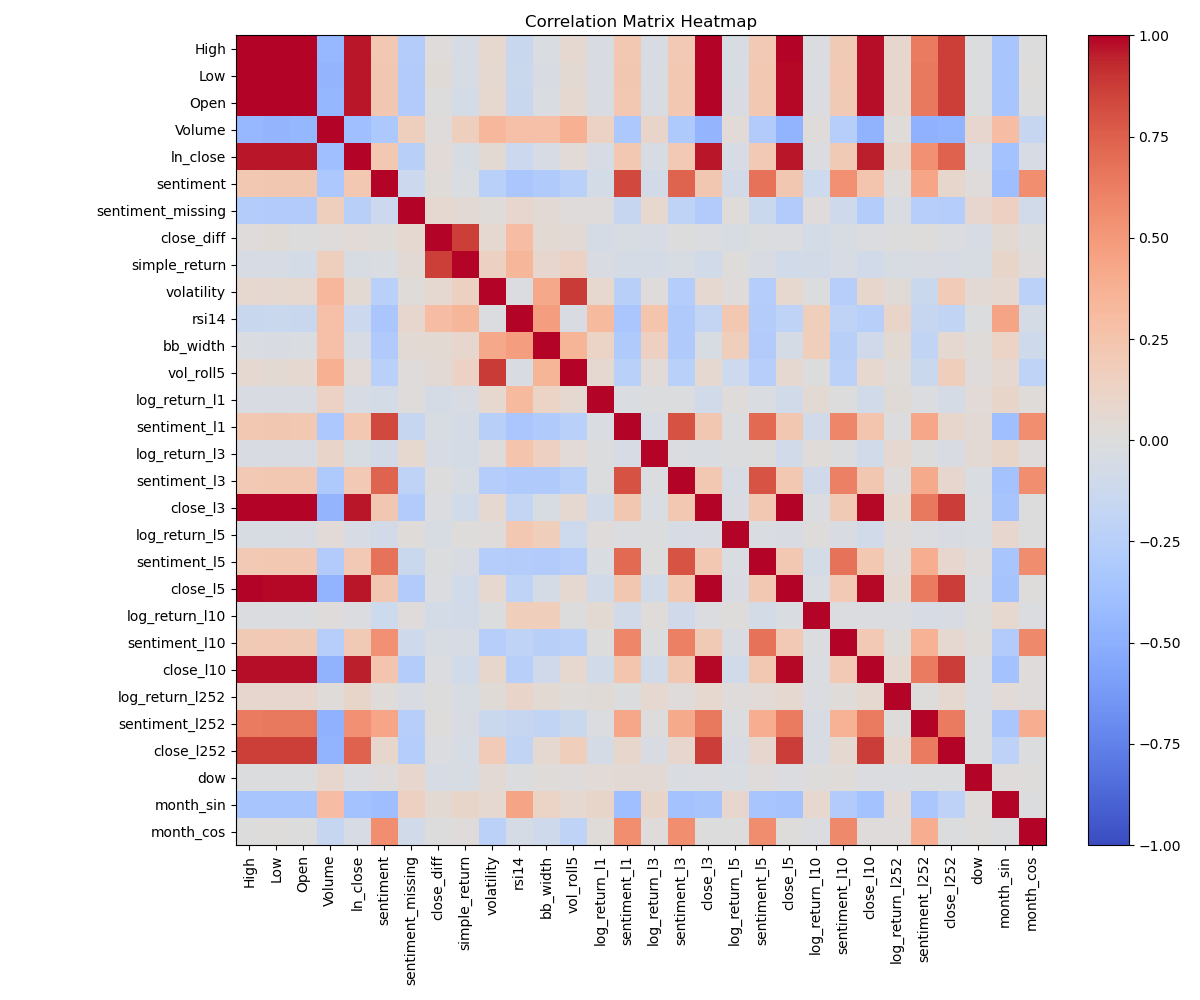 Correlation Matrix Heatmap
High
Low
Open
Volume
ln_close
sentiment
sentiment_missing
close_diff
simple_return
volatility
rsi14
bb_width
vol_roll5
log_return_l1
sentiment_l1
log_return_l3
sentiment_l3
close_l3
log_return_l5
sentiment_l5
close_l5
log_return_l10
sentiment_l10
close_l10
log_return_l252
sentiment_l252
close_l252
dow
month_sin
month_cos
High
Low
Open
Volume
ln_close
sentiment
sentiment_missing
close_diff
simple_return
volatility
rsi14
bb_width
vol_roll5
log_return_l1
sentiment_l1
log_return_l3
sentiment_l3
close_l3
log_return_l5
sentiment_l5
close_l5
log_return_l10
sentiment_l10
close_l10
log_return_l252
sentiment_l252
close_l252
dow
month_sin
month_cos
1.00
0.75
0.50
0.25
0.00
−0.25
−0.50
−0.75
−1.00